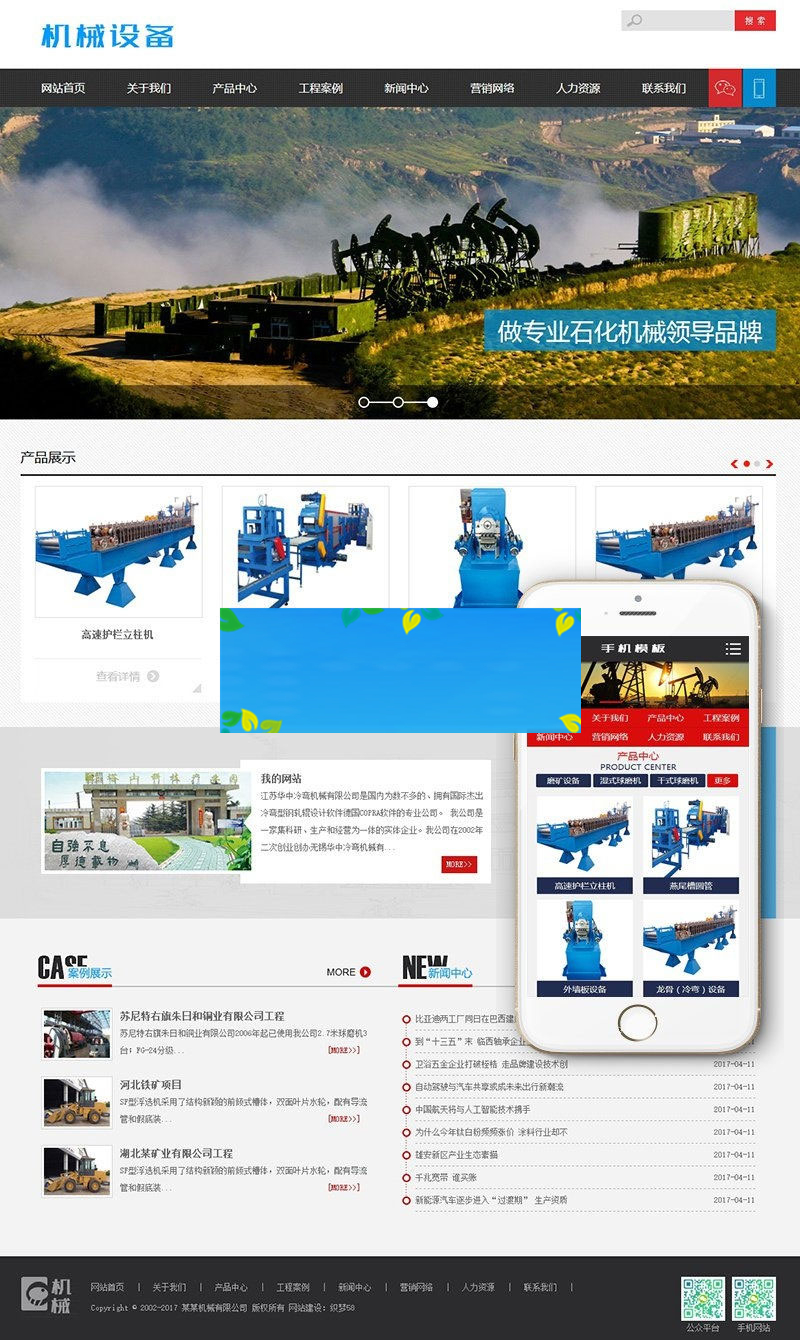 机械设备
搜 索
网站首页 关于我们 产品中心 工程案例 新闻中心 营销网络 人力资源 联系我们
做专业石化机械领导品牌
产品展示
高速护栏立柱机
查看详情
我的网站
江苏华中冷弯机械有限公司是国内为数不多的、拥有国际杰出
冷弯型钢轧辊设计软件德国COPRA软件的专业公司。 我公司是
一家集科研、生产和经营为一体的实体企业。我公司在2002年
二次创业创办无锡华中冷弯机械有...
MORE>>
自强不息
厚德载物
手机模板
关于我们 产品中心 工程案例
新闻中心 营销网络 人力资源 联系我们
产品中心
PRODUCT CENTER
磨矿设备 湿式球磨机 干式球磨机 更多
高速护栏立柱机 燕尾槽圆管
外墙板设备 龙骨（冷弯）设备
CASE 案例展示
MORE
苏尼特右旗朱日和铜业有限公司工程
苏尼特右旗朱日和铜业有限公司2006年起已使用我公司2.7米球磨机3
台；FG-24分级...
[MORE>>]
河北铁矿项目
SF型浮选机采用了结构新颖的前倾式槽体，双面叶片水轮，配有导流
管和假底装...
[MORE>>]
湖北某矿业有限公司工程
SF型浮选机采用了结构新颖的前倾式槽体，双面叶片水轮，配有导流
管和假底装...
[MORE>>]
NEW 新闻中心
比亚迪两工厂同日在巴西建
到“十三五”末 临西轴承企业
卫浴五金企业打破桎梏 走品牌建设技术创 2017-04-11
自动驾驶与汽车共享或成未来出行新潮流 2017-04-11
中国航天将与人工智能技术携手 2017-04-11
为什么今年钛白粉频频涨价 涂料行业却不 2017-04-11
雄安新区产业生态素描 2017-04-11
千兆宽带 谁买账 2017-04-11
新能源汽车逐步进入“过渡期” 生产资质 2017-04-11
机械
网站首页 | 关于我们 | 产品中心 | 工程案例 | 新闻中心 | 营销网络 | 人力资源 | 联系我们 |
Copyright © 2002-2017 某某机械有限公司 版权所有 网站建设：织梦58
公众平台 手机网站